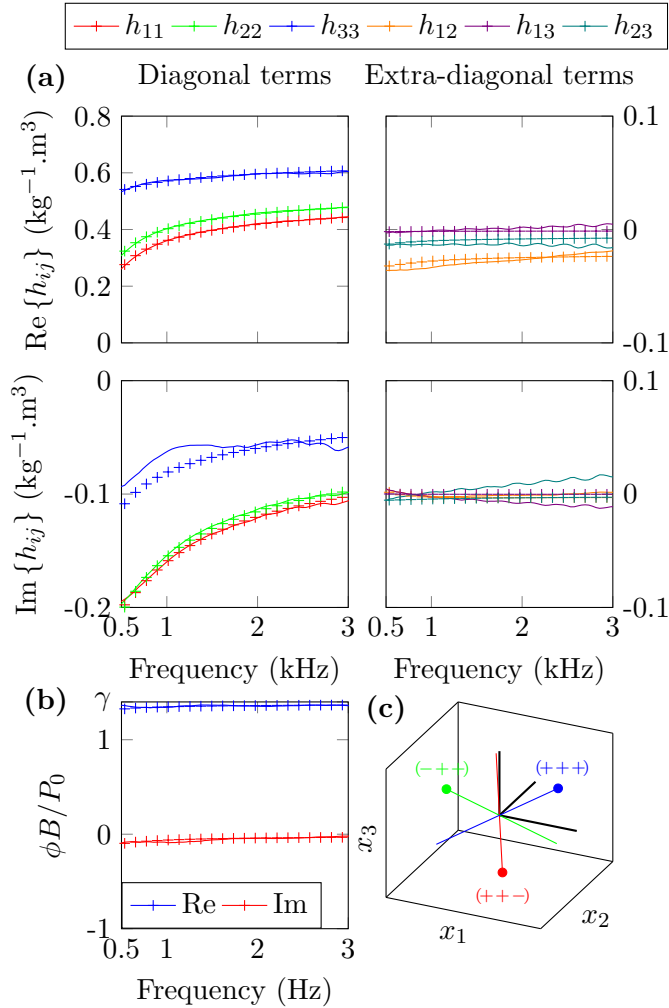 h₁₁ h₂₂ h₃₃ h₁₂ h₁₃ h₂₃
(a) Diagonal terms Extra-diagonal terms
Re {hᵢⱼ} (kg⁻¹.m³)
0.8
0.6
0.4
0.2
0
0.1
0
-0.1
Im {hᵢⱼ} (kg⁻¹.m³)
0
-0.1
-0.2
0.1
0
-0.1
0.5 1 2 3
0.5 1 2 3
Frequency (kHz) Frequency (kHz)
(b)
ϕB/P₀
γ
1
0
-1
Re Im
0.5 1 2 3
Frequency (Hz)
(c)
(-++) (+++)
(++-)
x₃
x₁
x₂